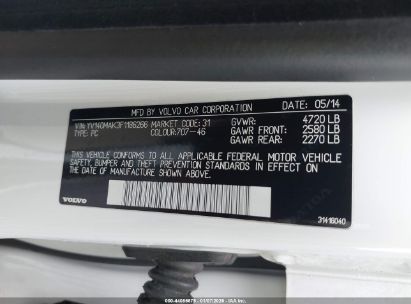 MFD BY VOLVO CAR CORPORATION DATE: 05/14
VIN YV140MAK3F1186266 MARKET CODE: 31 GVWR: 4720 LB
TYPE: PC COLOUR: 707-46 GAWR FRONT: 2580 LB
GAWR REAR: 2270 LB
THIS VEHICLE CONFORMS TO ALL APPLICABLE FEDERAL MOTOR VEHICLE
SAFETY, BUMPER AND THEFT PREVENTION STANDARDS IN EFFECT ON
THE DATE OF MANUFACTURE SHOWN ABOVE
VOLVO 31416040